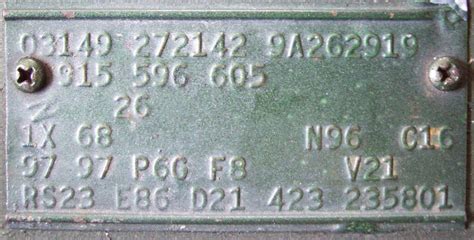 03149 272142 9A262919
915 596 605
26
1X 68 N96 C16
97 97 P6G F8 V21
RS23 E86 D21 423 235801